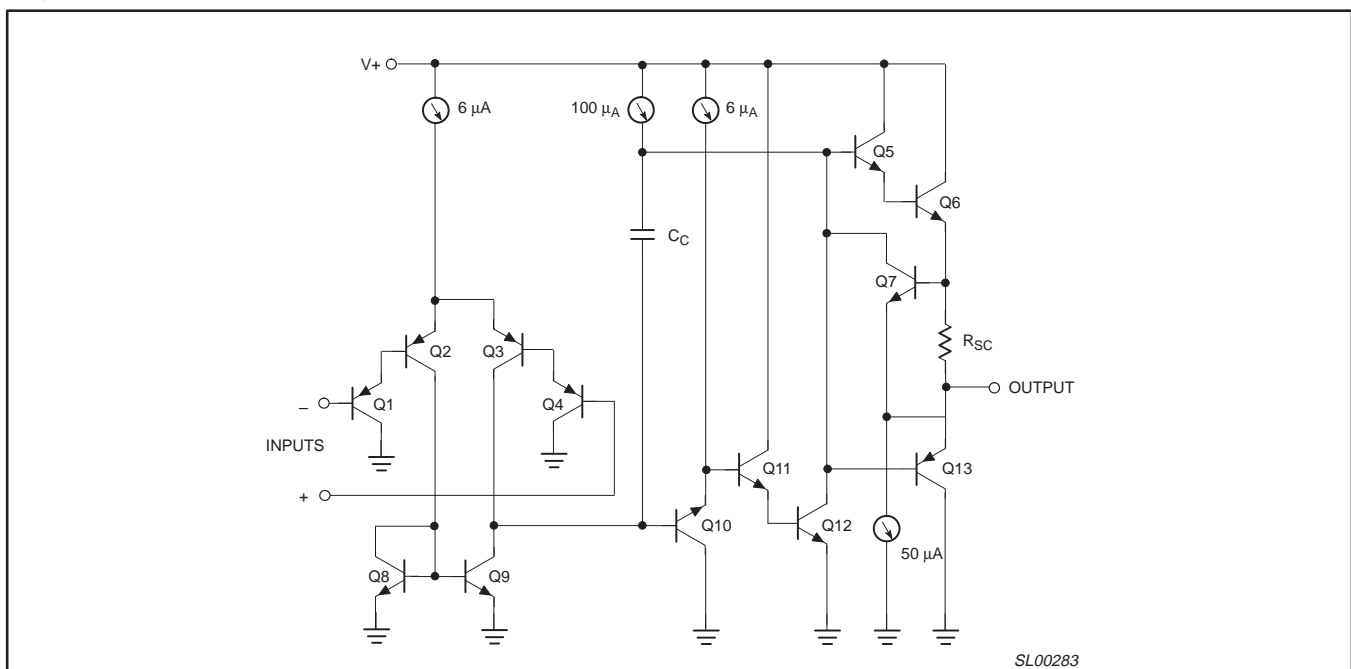 V+
6 μA
100 μA
6 μA
Q5
Q6
CC
Q7
Q2
Q3
RSC
–
Q1
Q4
OUTPUT
INPUTS
Q11
Q13
+
Q10
Q12
50 μA
Q8
Q9
SL00283